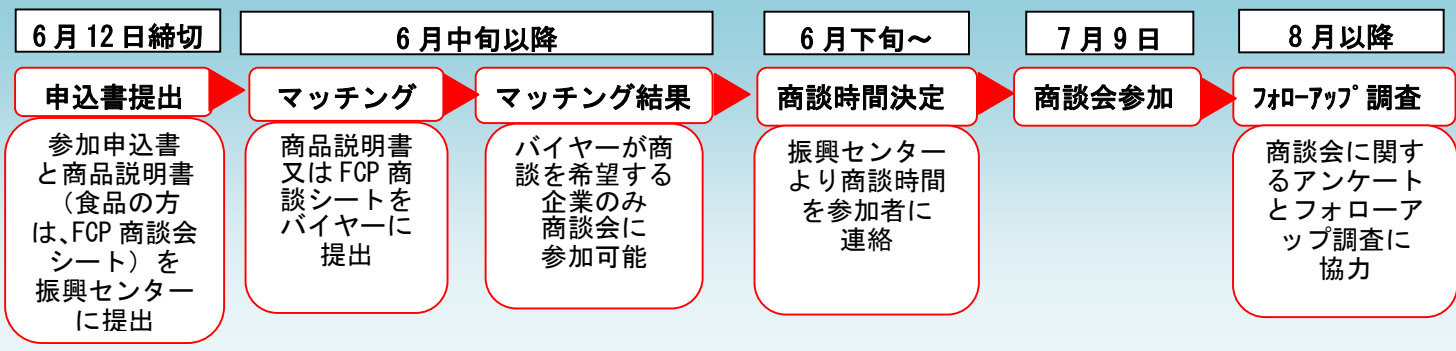 6月12日締切
6月中旬以降
6月下旬～
7月9日
8月以降
申込書提出
マッチング
マッチング結果
商談時間決定
商談会参加
ﾌｫﾛｰｱｯﾌﾟ調査
参加申込書
と商品説明書
（食品の方
は、FCP商談会
シート）を
振興センター
に提出
商品説明書
又はFCP商
談シートを
バイヤーに
提出
バイヤーが商
談を希望する
企業のみ
商談会に
参加可能
振興センター
より商談時間
を参加者に
連絡
商談会に関す
るアンケート
とフォローア
ップ調査に
協力